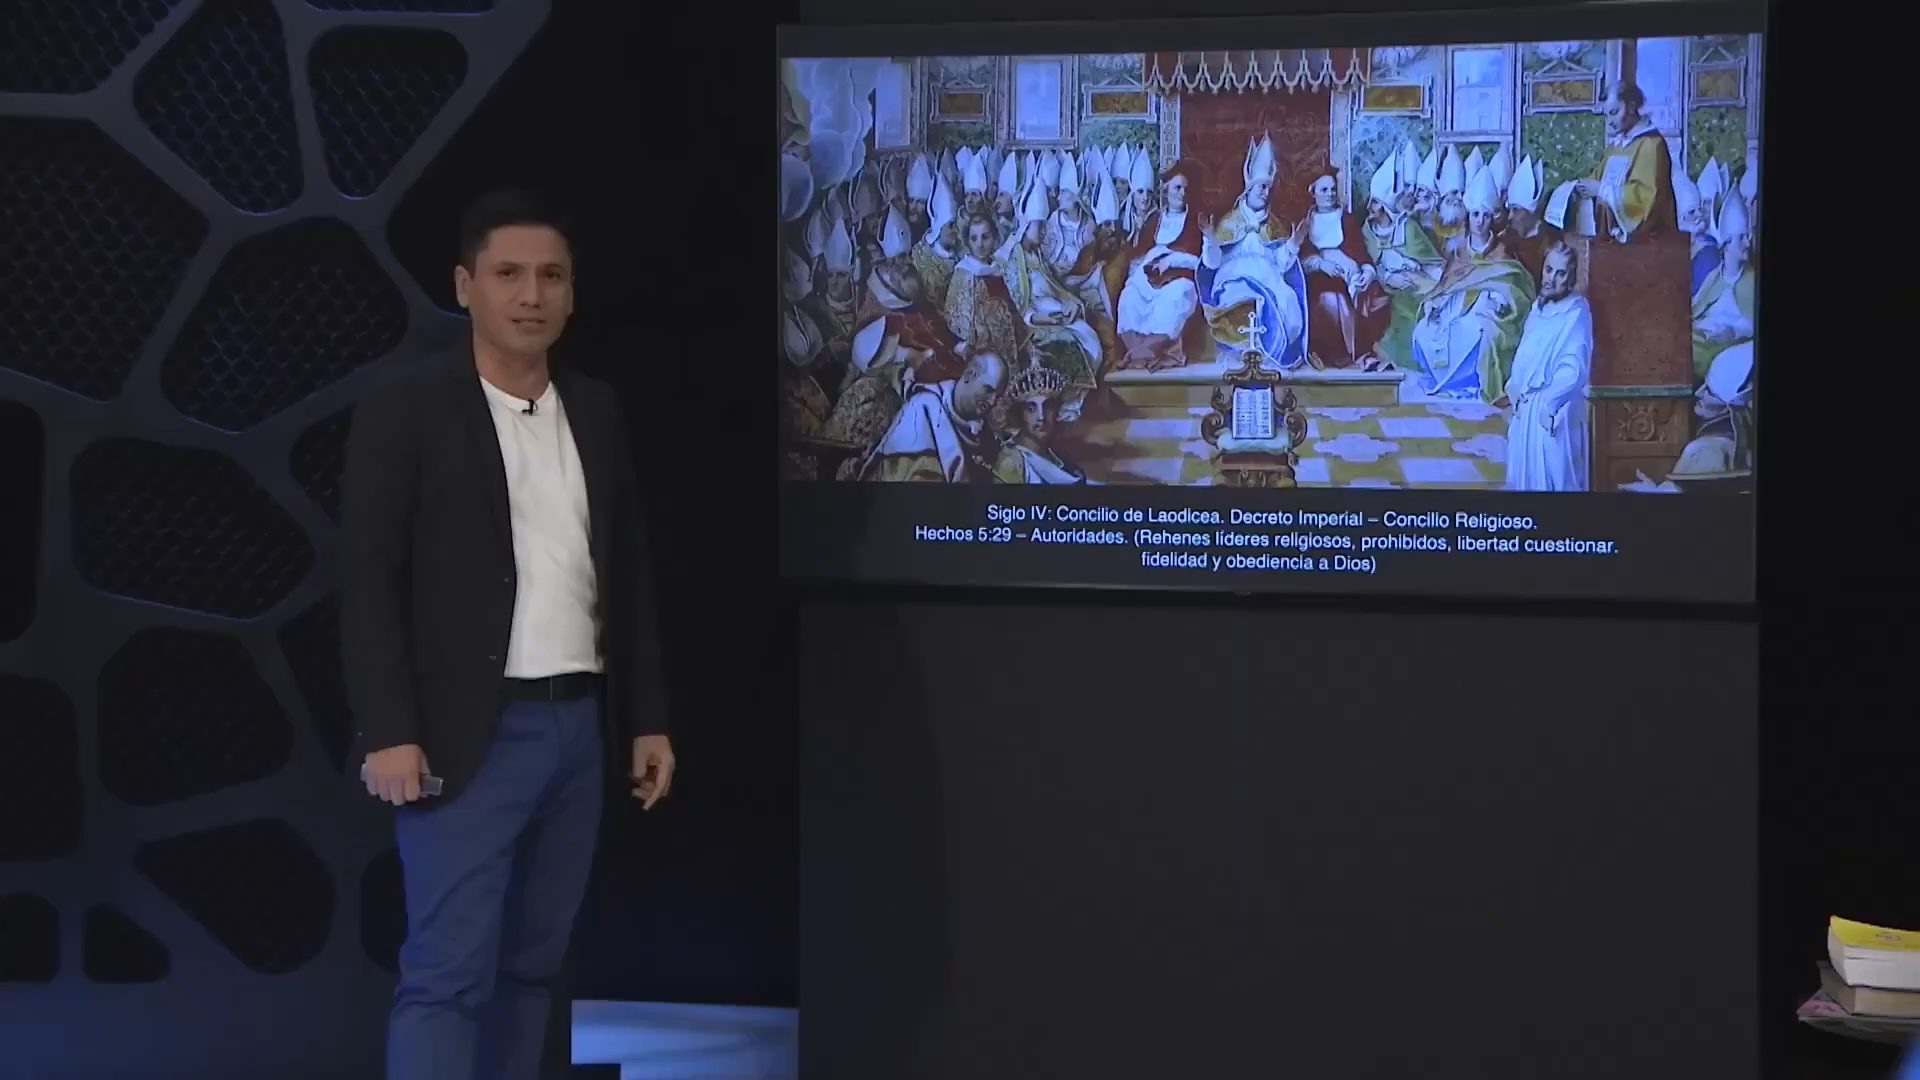 Siglo IV: Concilio de Laodicea. Decreto Imperial – Concilio Religioso.
Hechos 5:29 – Autoridades. (Rehenes líderes religiosos, prohibidos, libertad cuestionar.
fidelidad y obediencia a Dios)